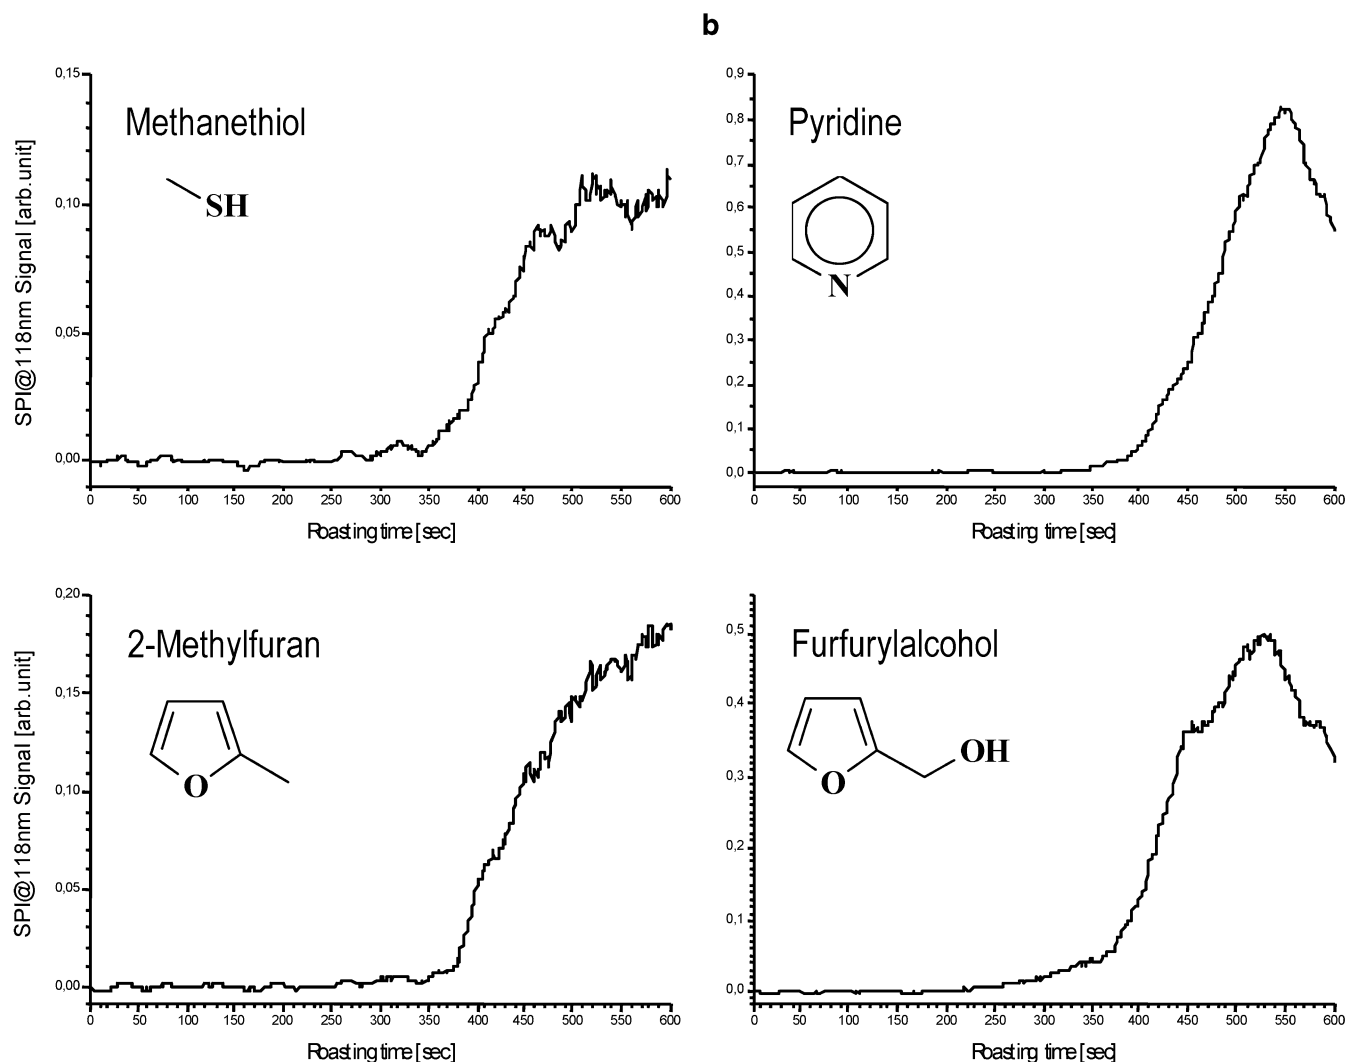 b
0,15
0,10
0,05
0,00
SPI@118nm Signal [arb.unit]
Methanethiol
SH
0 50 100 150 200 250 300 350 400 450 500 550 600
Roasting time [sec]
0,9
0,8
0,7
0,6
0,5
0,4
0,3
0,2
0,1
0,0
Pyridine
N
0 50 100 150 200 250 300 350 400 450 500 550 600
Roasting time [sec]
0,20
0,15
0,10
0,05
0,00
SPI@118nm Signal [arb.unit]
2-Methylfuran
O
0 50 100 150 200 250 300 350 400 450 500 550 600
Roasting time [sec]
0,5
0,4
0,3
0,2
0,1
0,0
Furfurylalcohol
OH
O
0 50 100 150 200 250 300 350 400 450 500 550 600
Roasting time [sec]